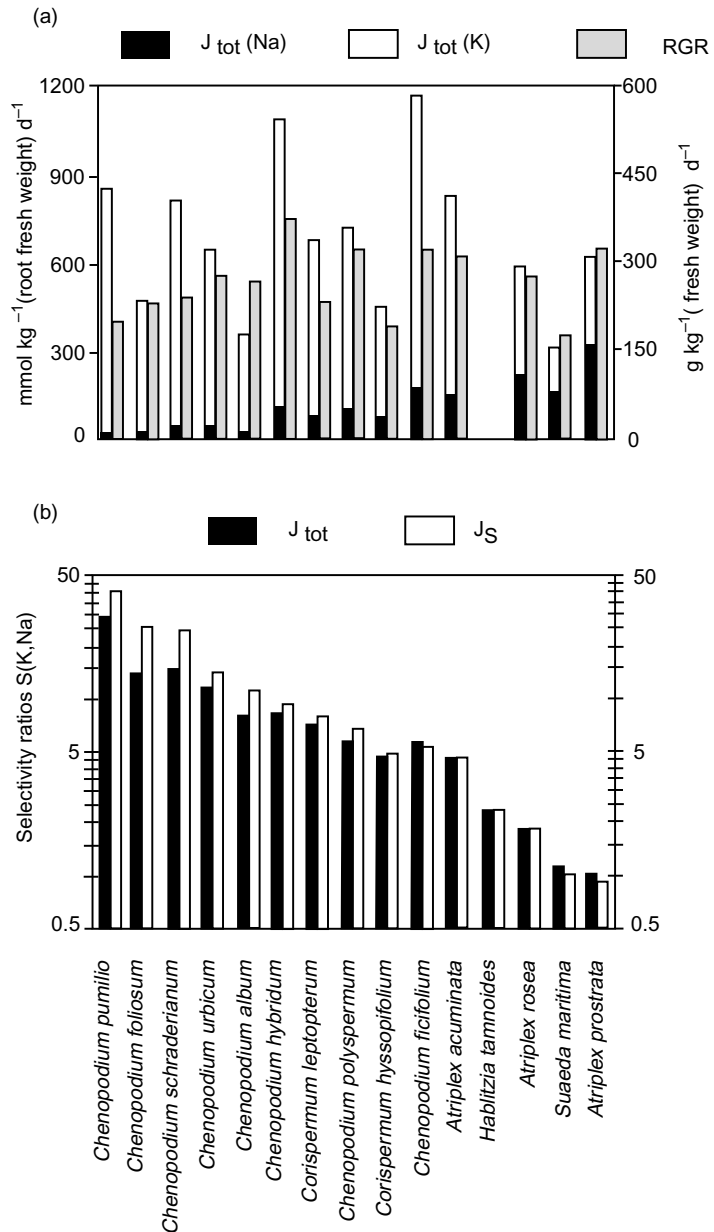 (a)
J tot (Na) J tot (K) RGR
mmol kg⁻¹(root fresh weight) d⁻¹
1200
900
600
300
0
600
450
300
150
0
g kg⁻¹( fresh weight) d⁻¹
(b)
J tot J S
Selectivity ratios S(K,Na)
50
5
0.5
50
5
0.5
Chenopodium pumilio
Chenopodium foliosum
Chenopodium schraderianum
Chenopodium urbicum
Chenopodium album
Chenopodium hybridum
Corispermum leptopterum
Chenopodium polyspermum
Corispermum hyssopifolium
Chenopodium ficifolium
Atriplex acuminata
Hablitzia tamnoides
Atriplex rosea
Suaeda maritima
Atriplex prostrata